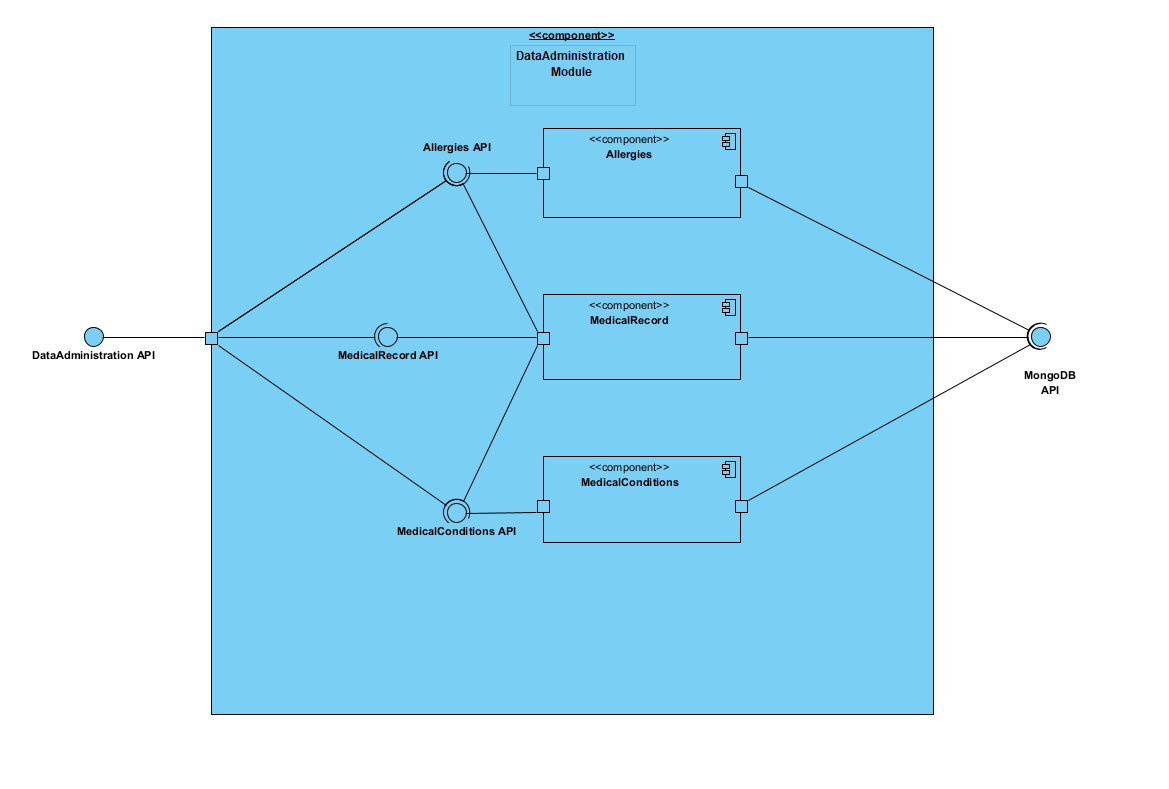 <<component>>
DataAdministration
Module
Allergies API
<<component>>
Allergies
<<component>>
MedicalRecord
DataAdministration API
MedicalRecord API
MongoDB
API
<<component>>
MedicalConditions
MedicalConditions API